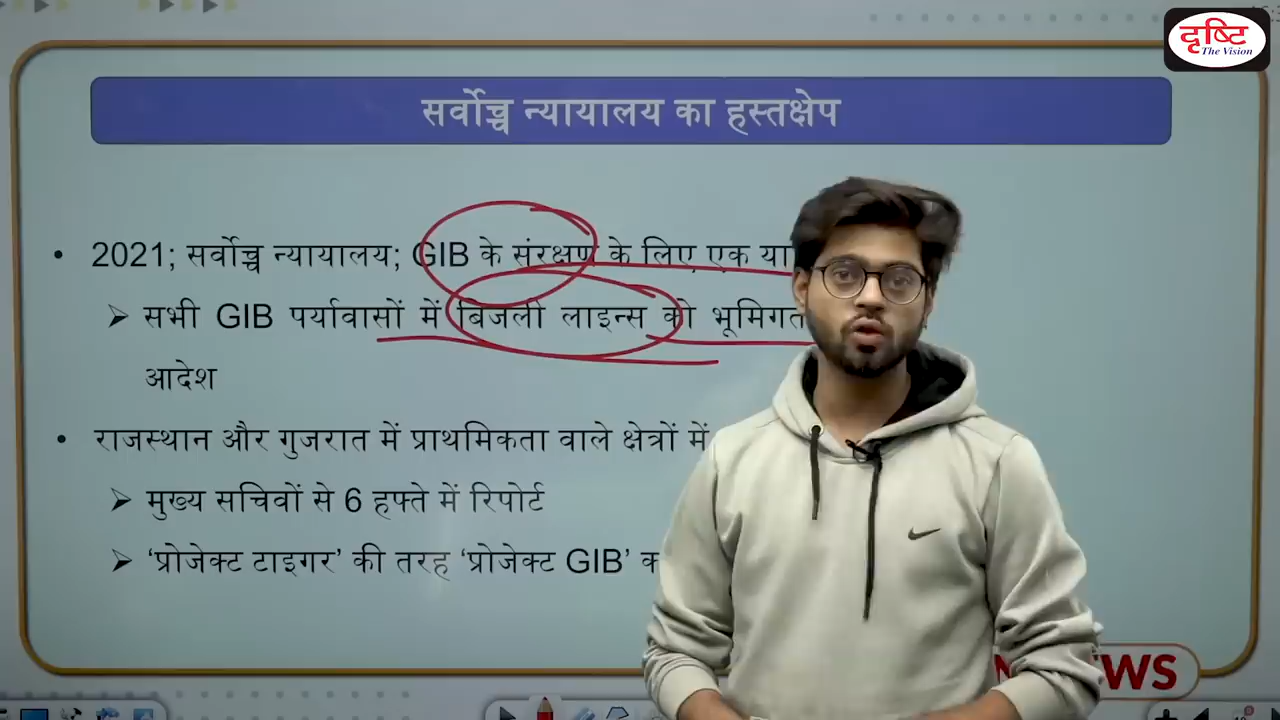 दृष्टि
The Vision
सर्वोच्च न्यायालय का हस्तक्षेप
• 2021; सर्वोच्च न्यायालय; GIB के संरक्षण के लिए एक
➢ सभी GIB पर्यावासों में बिजली लाइन्स को भूमिगत
आदेश
• राजस्थान और गुजरात में प्राथमिकता वाले क्षेत्रों में
➢ मुख्य सचिवों से 6 हफ्ते में रिपोर्ट
➢ 'प्रोजेक्ट टाइगर' की तरह 'प्रोजेक्ट GIB'